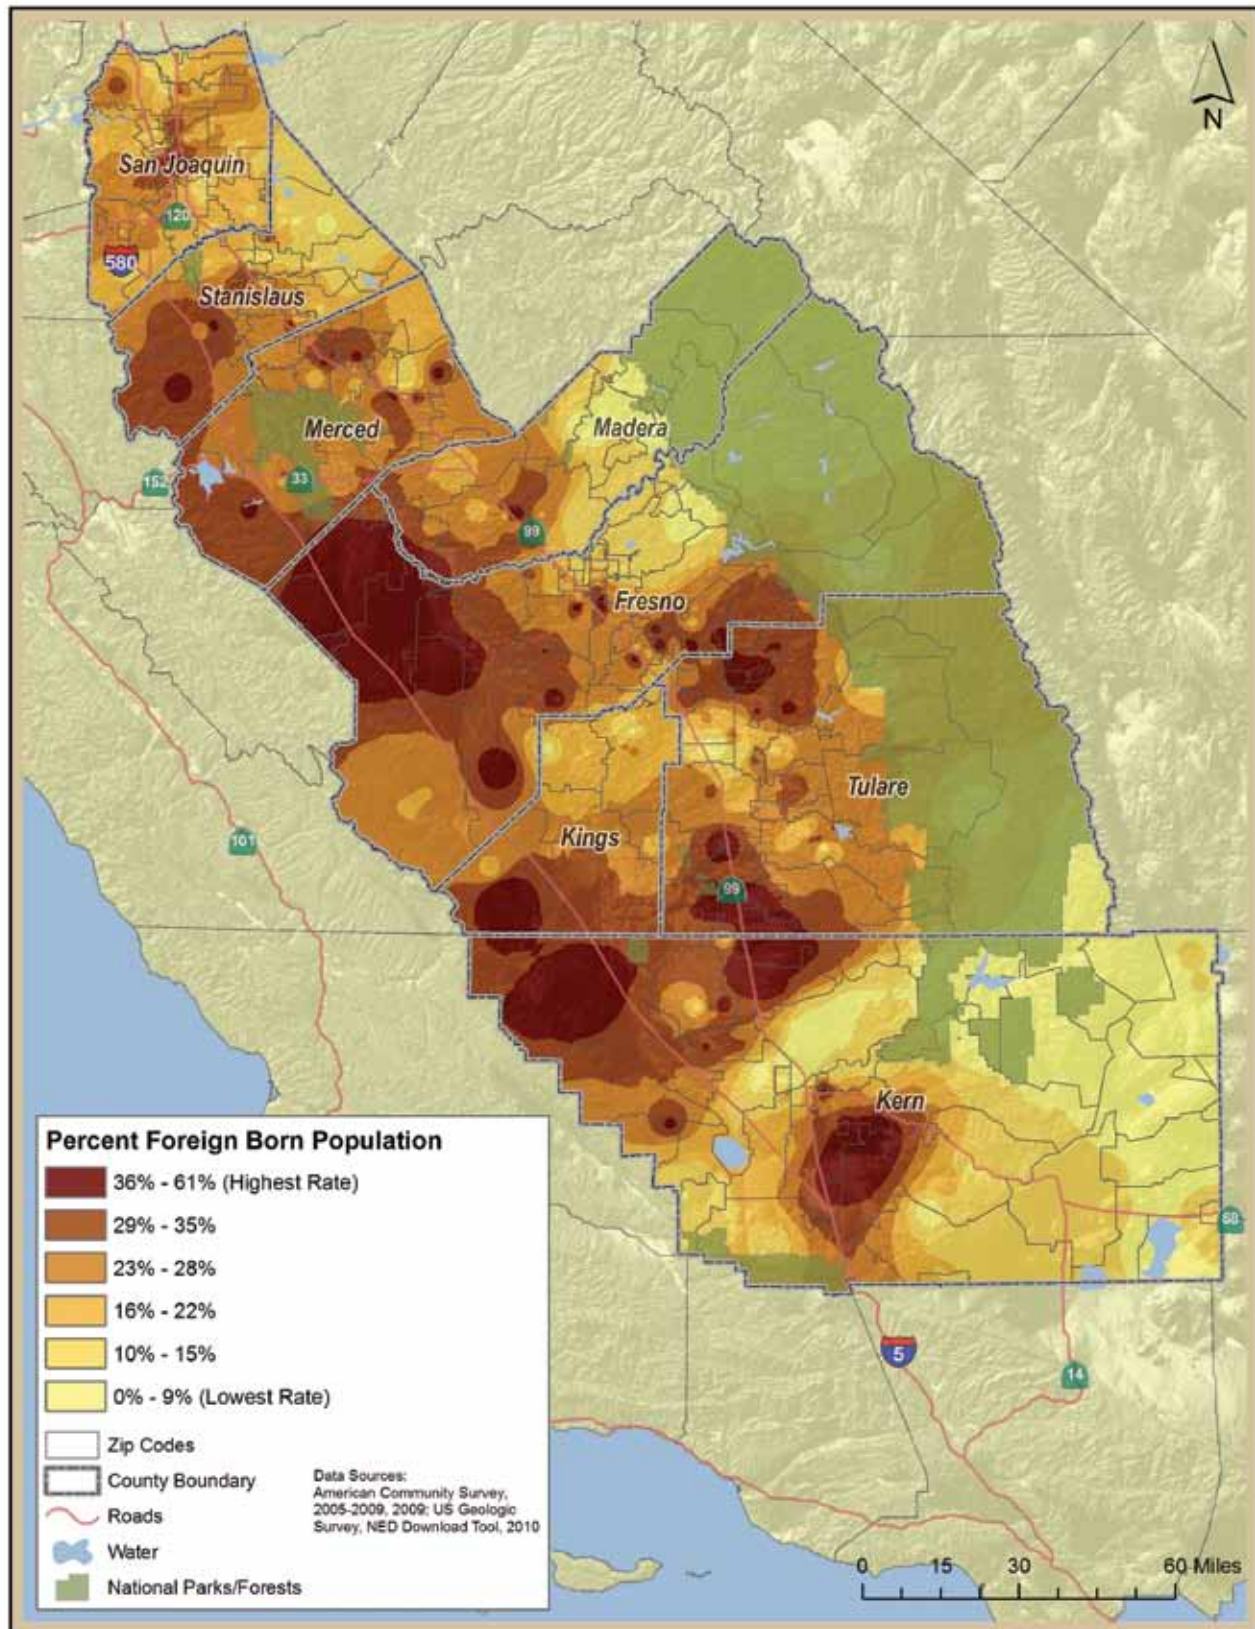 N
San Joaquin
120
580
Stanislaus
Merced
Madera
152
33
99
Fresno
Tulare
Kings
101
99
Kern
58
5
14
Percent Foreign Born Population
36% - 61% (Highest Rate)
29% - 35%
23% - 28%
16% - 22%
10% - 15%
0% - 9% (Lowest Rate)
Zip Codes
County Boundary
Roads
Water
National Parks/Forests
Data Sources:
American Community Survey,
2005-2009, 2009; US Geologic
Survey, NED Download Tool, 2010
0 15 30 60 Miles